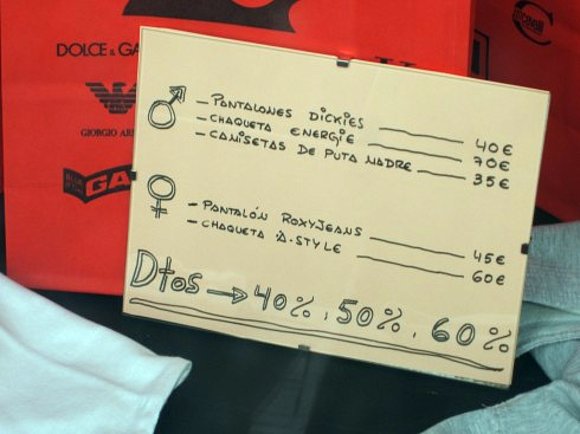 DOLCE & GA
GIORGIO AR
GA
- PANTALONES DICKIES 40€
- CHAQUETA ENERGIE 70€
- CAMISETAS DE PUTA MADRE 35€
- PANTALÓN ROXYJEANS 45€
- CHAQUETA A-STYLE 60€
Dtos → 40%, 50%, 60%